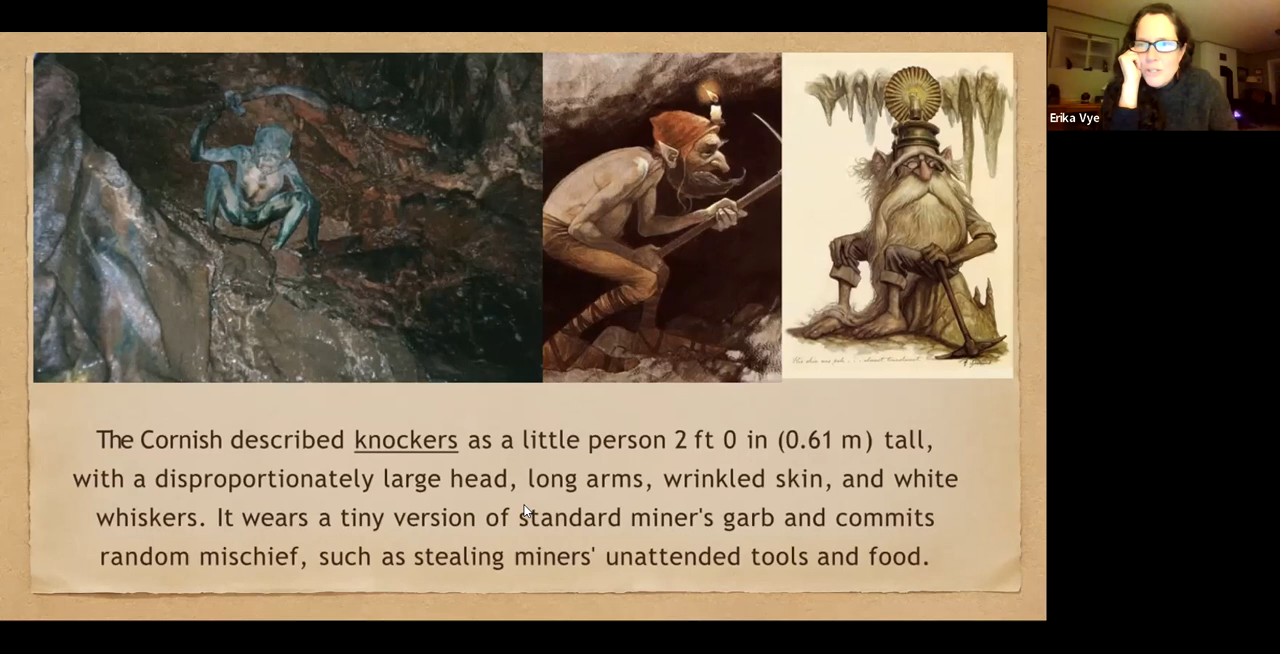 The Cornish described knockers as a little person 2 ft 0 in (0.61 m) tall,
with a disproportionately large head, long arms, wrinkled skin, and white
whiskers. It wears a tiny version of standard miner's garb and commits
random mischief, such as stealing miners' unattended tools and food.
Erika Vye